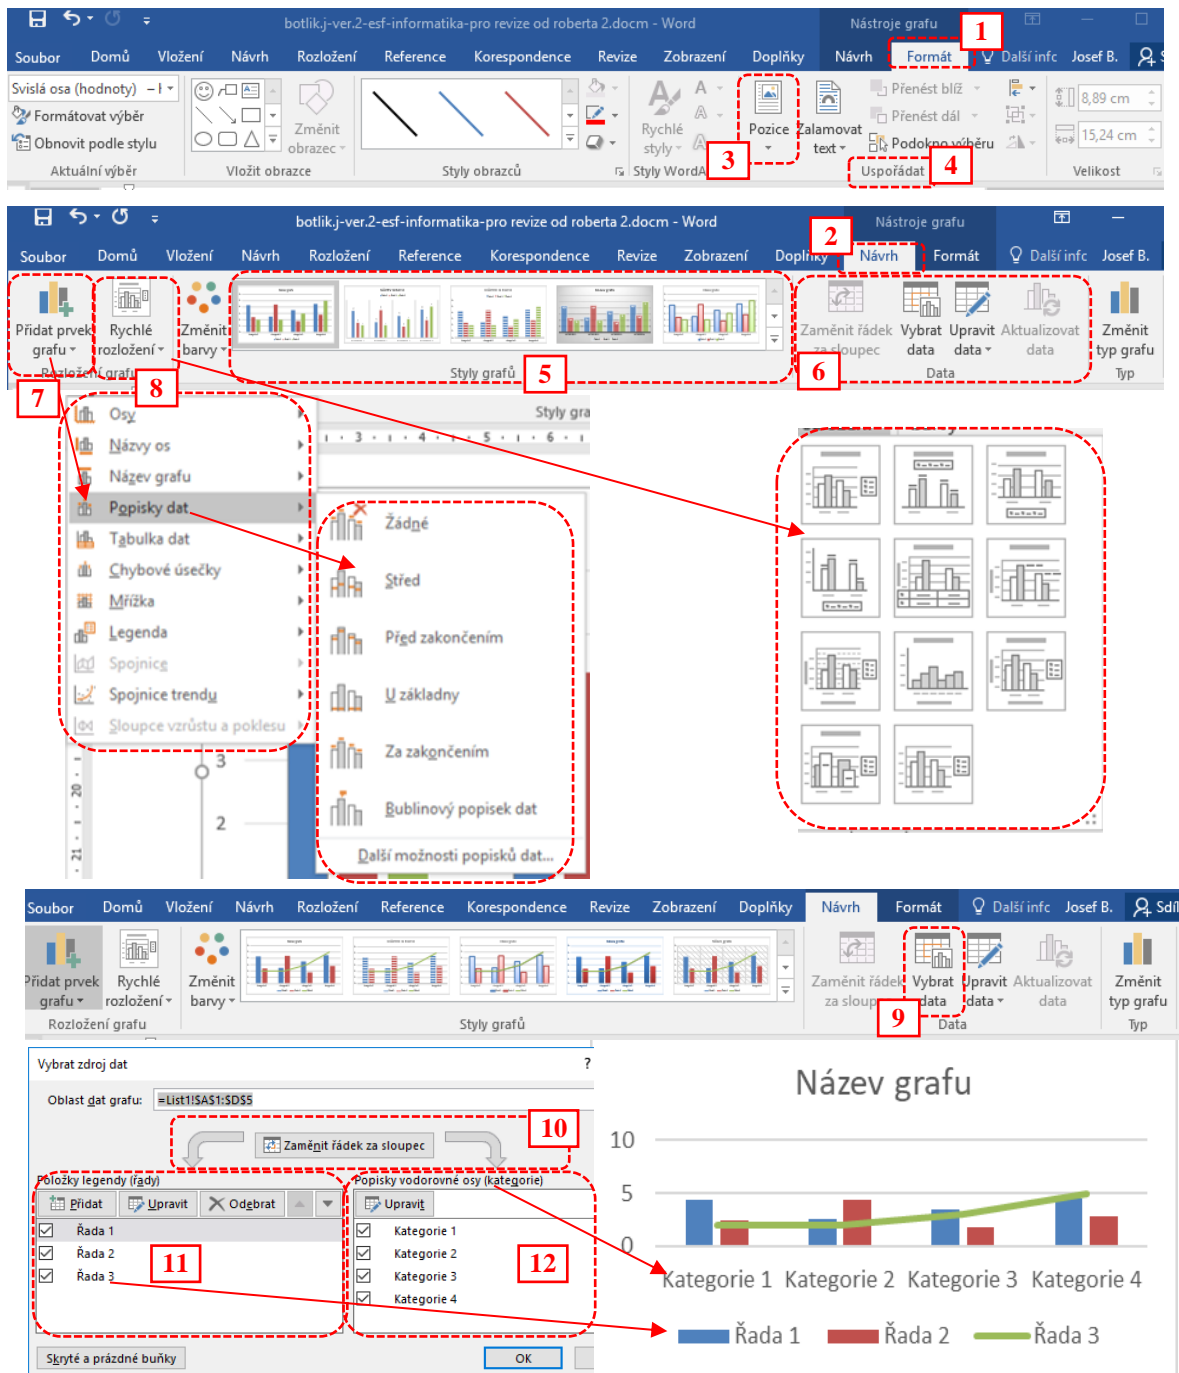 botlik.j-ver.2-esf-informatika-pro revize od roberta 2.docm - Word
Nástroje grafu
1
Soubor Domů Vložení Návrh Rozložení Reference Korespondence Revize Zobrazení Doplňky Návrh Formát Další infc Josef B.
Svislá osa (hodnoty)
Formátovat výběr
Obnovit podle stylu
Aktuální výběr
Změnit
obrazec
Vložit obrazce
Styly obrazců
Rychlé
styly
Styly WordA
Pozice
3
Zalamovat
text
Přenést blíž
Přenést dál
Podokno výběru
Uspořádat
4
8,89 cm
15,24 cm
Velikost
botlik.j-ver.2-esf-informatika-pro revize od roberta 2.docm - Word
Nástroje grafu
2
Soubor Domů Vložení Návrh Rozložení Reference Korespondence Revize Zobrazení Doplňky Návrh Formát Další infc Josef B.
Přidat prvek
grafu
Rychlé
rozložení
Rozložení grafu
7
8
Změnit
barvy
Styly grafů
5
Zaměnit řádek
za sloupec
Vybrat
data
Upravit
data
Aktualizovat
data
6
Data
Změnit
typ grafu
Typ
Osy
Názvy os
Název grafu
Popisky dat
Tabulka dat
Chybové úsečky
Mřížka
Legenda
Spojnice
Spojnice trendu
Sloupce vzrůstu a poklesu
Styly gra
3 4 5 6
Žádné
Střed
Před zakončením
U základny
Za zakončením
Bublinový popisek dat
Další možnosti popisků dat...
3
2
20
21
Soubor Domů Vložení Návrh Rozložení Reference Korespondence Revize Zobrazení Doplňky Návrh Formát Další infc Josef B. Sdíl
Přidat prvek
grafu
Rychlé
rozložení
Rozložení grafu
Změnit
barvy
Styly grafů
Zaměnit řádek
za sloup
Vybrat
data
Upravit
data
Aktualizovat
data
9
Data
Změnit
typ grafu
Typ
Vybrat zdroj dat ?
Oblast dat grafu: =List1!$A$1:$D$5
10
Zaměnit řádek za sloupec
Položky legendy (řady)
Přidat Upravit Odebrat
Řada 1
Řada 2
Řada 3
11
Popisky vodorovné osy (kategorie)
Upravit
Kategorie 1
Kategorie 2
Kategorie 3
Kategorie 4
12
Skryté a prázdné buňky
OK
Název grafu
10
5
0
Kategorie 1 Kategorie 2 Kategorie 3 Kategorie 4
Řada 1 Řada 2 Řada 3